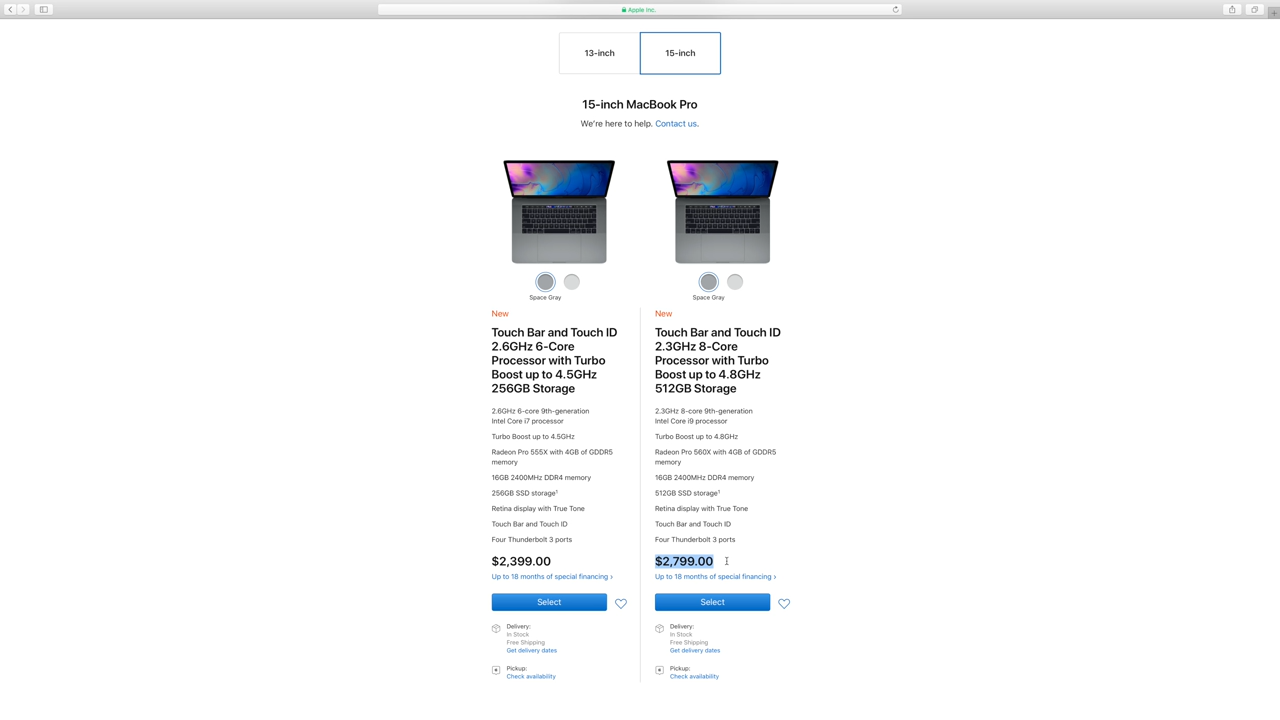 Apple Inc.
13-inch
15-inch
15-inch MacBook Pro
We're here to help. Contact us.
Space Gray
New
Touch Bar and Touch ID
2.6GHz 6-Core
Processor with Turbo
Boost up to 4.5GHz
256GB Storage
2.6GHz 6-core 9th-generation
Intel Core i7 processor
Turbo Boost up to 4.5GHz
Radeon Pro 555X with 4GB of GDDR5
memory
16GB 2400MHz DDR4 memory
256GB SSD storage¹
Retina display with True Tone
Touch Bar and Touch ID
Four Thunderbolt 3 ports
$2,399.00
Up to 18 months of special financing ›
Select
Delivery:
In Stock
Free Shipping
Get delivery dates
Pickup:
Check availability
Space Gray
New
Touch Bar and Touch ID
2.3GHz 8-Core
Processor with Turbo
Boost up to 4.8GHz
512GB Storage
2.3GHz 8-core 9th-generation
Intel Core i9 processor
Turbo Boost up to 4.8GHz
Radeon Pro 560X with 4GB of GDDR5
memory
16GB 2400MHz DDR4 memory
512GB SSD storage¹
Retina display with True Tone
Touch Bar and Touch ID
Four Thunderbolt 3 ports
$2,799.00
Up to 18 months of special financing ›
Select
Delivery:
In Stock
Free Shipping
Get delivery dates
Pickup:
Check availability